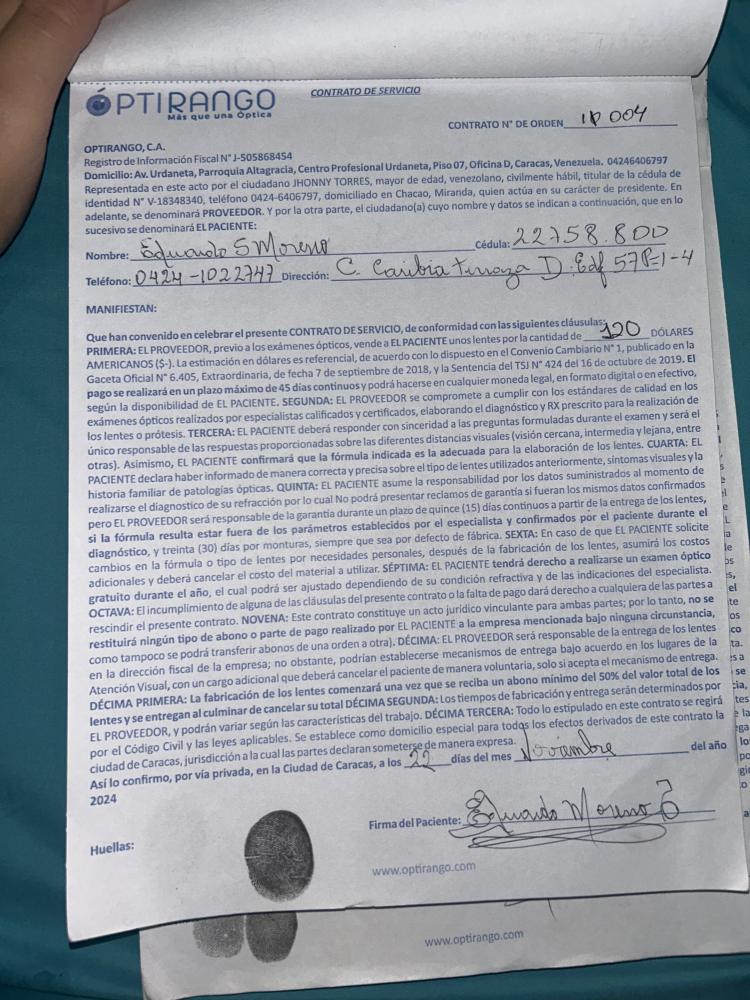 OPTIRANGO
Más que una Óptica
CONTRATO DE SERVICIO
CONTRATO N° DE ORDEN 004
OPTIRANGO, C.A.
Registro de Información Fiscal N° J-505868454
Domicilio: Av. Urdaneta, Parroquia Altagracia, Centro Profesional Urdaneta, Piso 07, Oficina D, Caracas, Venezuela. 04246406797
Representada en este acto por el ciudadano JHONNY TORRES, mayor de edad, venezolano, civilmente hábil, titular de la cédula de
identidad N° V-18348340, teléfono 0424-6406797, domiciliado en Chacao, Miranda, quien actúa en su carácter de presidente. En
adelante, se denominará PROVEEDOR. Y por la otra parte, el ciudadano(a) cuyo nombre y datos se indican a continuación, que en lo
sucesivo se denominará EL PACIENTE:
Nombre: Eduardo S Moreno Cédula: 22758.800
Teléfono: 0424-1022747 Dirección: C. Caribia terraza D. Edf 57 P-1-4
MANIFIESTAN:
Que han convenido en celebrar el presente CONTRATO DE SERVICIO, de conformidad con las siguientes cláusulas:
PRIMERA: EL PROVEEDOR, previo a los exámenes ópticos, vende a EL PACIENTE unos lentes por la cantidad de 120 DÓLARES
AMERICANOS ($-). La estimación en dólares es referencial, de acuerdo con lo dispuesto en el Convenio Cambiario N° 1, publicado en la
Gaceta Oficial N° 6.405, Extraordinaria, de fecha 7 de septiembre de 2018, y la Sentencia del TSJ N° 424 del 16 de octubre de 2019. El
pago se realizará en un plazo máximo de 45 días continuos y podrá hacerse en cualquier moneda legal, en formato digital o en efectivo,
según la disponibilidad de EL PACIENTE. SEGUNDA: EL PROVEEDOR se compromete a cumplir con los estándares de calidad en los
exámenes ópticos realizados por especialistas calificados y certificados, elaborando el diagnóstico y RX prescrito para la realización de
los lentes o prótesis. TERCERA: EL PACIENTE deberá responder con sinceridad a las preguntas formuladas durante el examen y será el
único responsable de las respuestas proporcionadas sobre las diferentes distancias visuales (visión cercana, intermedia y lejana, entre
otras). Asimismo, EL PACIENTE confirmará que la fórmula indicada es la adecuada para la elaboración de los lentes. CUARTA: EL
PACIENTE declara haber informado de manera correcta y precisa sobre el tipo de lentes utilizados anteriormente, síntomas visuales y la
historia familiar de patologías ópticas. QUINTA: EL PACIENTE asume la responsabilidad por los datos suministrados al momento de
realizarse el diagnostico de su refracción por lo cual No podrá presentar reclamos de garantía si fueran los mismos datos confirmados
pero EL PROVEEDOR será responsable de la garantía durante un plazo de quince (15) días continuos a partir de la entrega de los lentes,
si la fórmula resulta estar fuera de los parámetros establecidos por el especialista y confirmados por el paciente durante el
diagnóstico, y treinta (30) días por monturas, siempre que sea por defecto de fábrica. SEXTA: En caso de que EL PACIENTE solicite
cambios en la fórmula o tipo de lentes por necesidades personales, después de la fabricación de los lentes, asumirá los costos
adicionales y deberá cancelar el costo del material a utilizar. SÉPTIMA: EL PACIENTE tendrá derecho a realizarse un examen óptico
gratuito durante el año, el cual podrá ser ajustado dependiendo de su condición refractiva y de las indicaciones del especialista.
OCTAVA: El incumplimiento de alguna de las cláusulas del presente contrato o la falta de pago dará derecho a cualquiera de las partes a
rescindir el presente contrato. NOVENA: Este contrato constituye un acto jurídico vinculante para ambas partes; por lo tanto, no se
restituirá ningún tipo de abono o parte de pago realizado por EL PACIENTE a la empresa mencionada bajo ninguna circunstancia,
como tampoco se podrá transferir abonos de una orden a otra). DÉCIMA: EL PROVEEDOR será responsable de la entrega de los lentes
en la dirección fiscal de la empresa; no obstante, podrían establecerse mecanismos de entrega bajo acuerdo en los lugares de la
Atención Visual, con un cargo adicional que deberá cancelar el paciente de manera voluntaria, solo si acepta el mecanismo de entrega.
DÉCIMA PRIMERA: La fabricación de los lentes comenzará una vez que se reciba un abono mínimo del 50% del valor total de los
lentes y se entregan al culminar de cancelar su total DÉCIMA SEGUNDA: Los tiempos de fabricación y entrega serán determinados por
EL PROVEEDOR, y podrán variar según las características del trabajo. DÉCIMA TERCERA: Todo lo estipulado en este contrato se regirá
por el Código Civil y las leyes aplicables. Se establece como domicilio especial para todos los efectos derivados de este contrato la
ciudad de Caracas, jurisdicción a la cual las partes declaran someterse de manera expresa.
Así lo confirmo, por vía privada, en la Ciudad de Caracas, a los 22 días del mes Noviembre del año
2024
Firma del Paciente: Eduardo Moreno
Huellas:
www.optirango.com
www.optirango.com